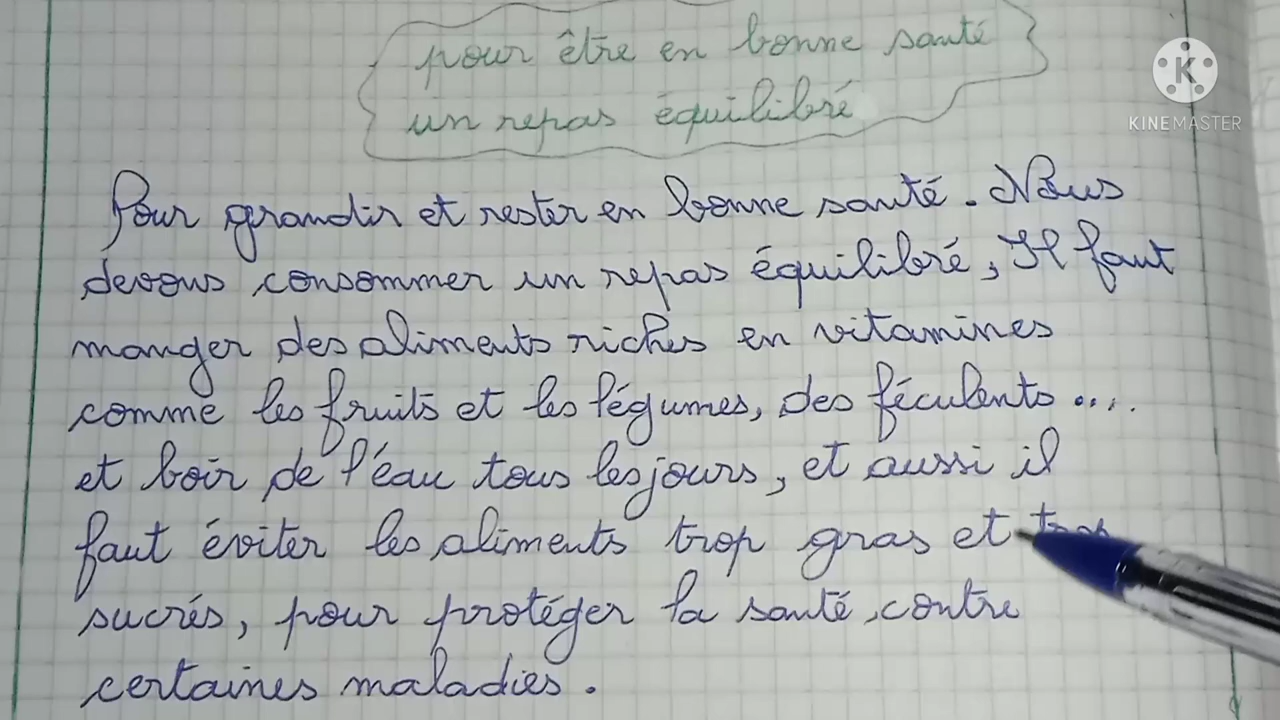 pour être en bonne santé
un repas équilibré
KINEMASTER
Pour grandir et rester en bonne santé. Nous
devons consommer un repas équilibré, Il faut
manger des aliments riches en vitamines
comme les fruits et les légumes, des féculents....
et boir de l'eau tous les jours, et aussi il
faut éviter les aliments trop gras et trop
sucrés, pour protéger la santé, contre
certaines maladies.